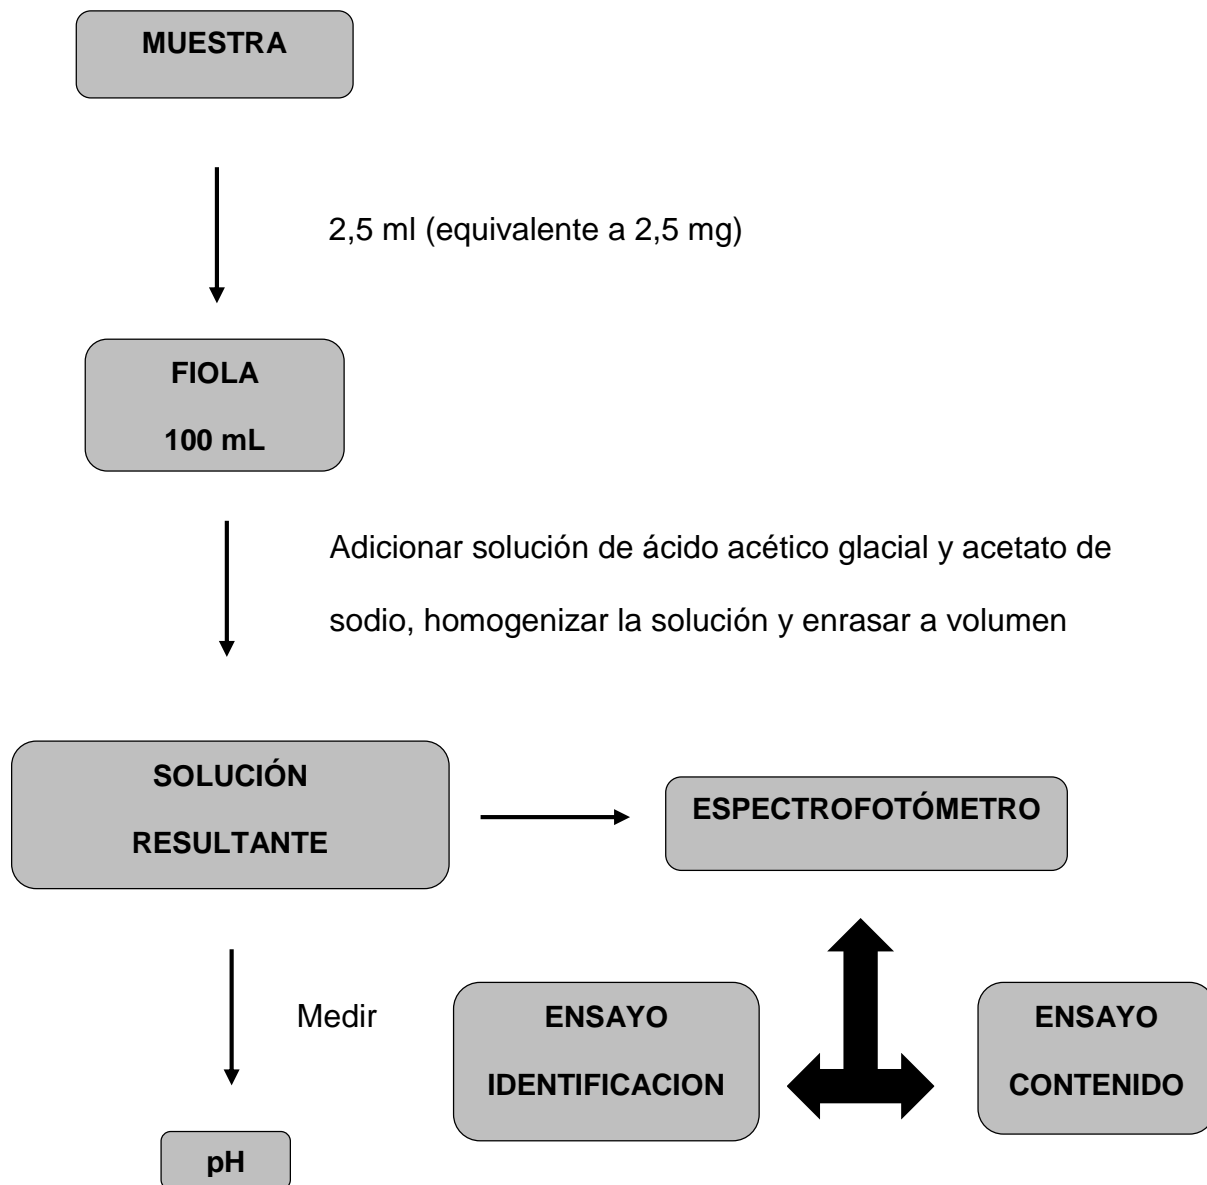 MUESTRA
2,5 ml (equivalente a 2,5 mg)
FIOLA
100 mL
Adicionar solución de ácido acético glacial y acetato de
sodio, homogenizar la solución y enrasar a volumen
SOLUCIÓN
RESULTANTE
ESPECTROFOTÓMETRO
Medir
ENSAYO
IDENTIFICACION
ENSAYO
CONTENIDO
pH